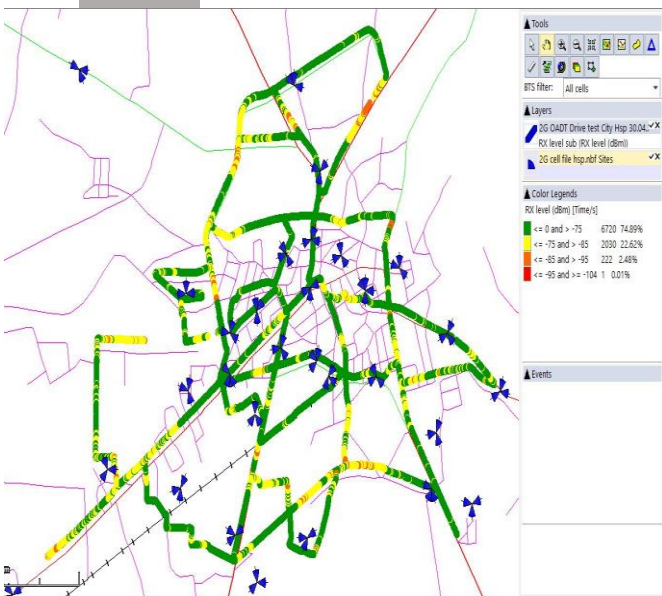 Tools
BTS filter: All cells
Layers
2G OADT Drive test City Hsp 30.04..
RX level sub (RX level (dBm))
2G cell file hsp.nbf Sites
Color Legends
RX level (dBm) [Time/s]
<= 0 and > -75 6720 74.89%
<= -75 and > -85 2030 22.62%
<= -85 and > -95 222 2.48%
<= -95 and >= -104 1 0.01%
Events